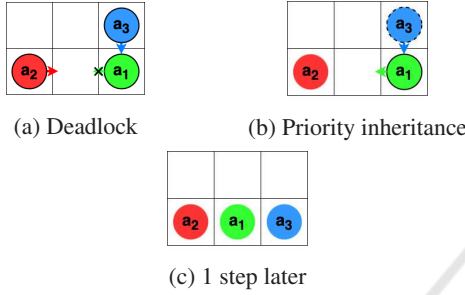 a3
a2 a1
(a) Deadlock
a3
a2 a1
(b) Priority inheritance
a2 a1 a3
(c) 1 step later